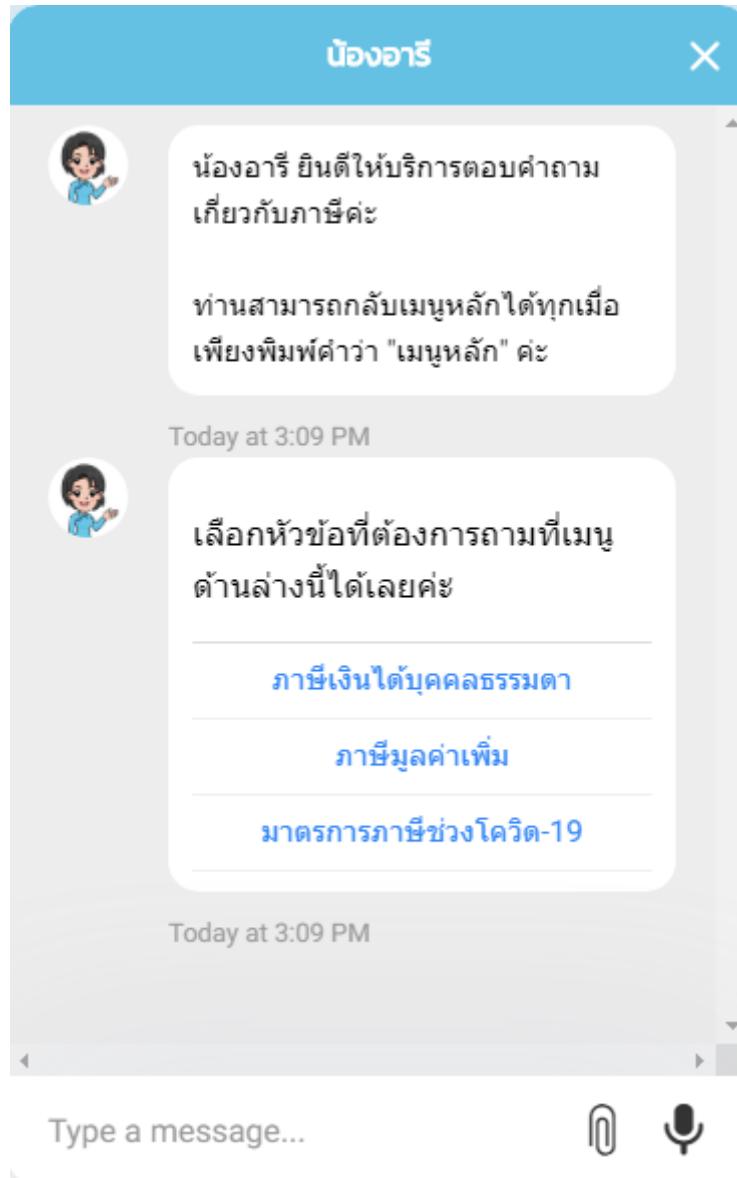 น้องอารี
น้องอารี ยินดีให้บริการตอบคำถาม
เกี่ยวกับภาษีค่ะ
ท่านสามารถกลับเมนูหลักได้ทุกเมื่อ
เพียงพิมพ์คำว่า "เมนูหลัก" ค่ะ
Today at 3:09 PM
เลือกหัวข้อที่ต้องการถามที่เมนู
ด้านล่างนี้ได้เลยค่ะ
ภาษีเงินได้บุคคลธรรมดา
ภาษีมูลค่าเพิ่ม
มาตรการภาษีช่วงโควิด-19
Today at 3:09 PM
Type a message...